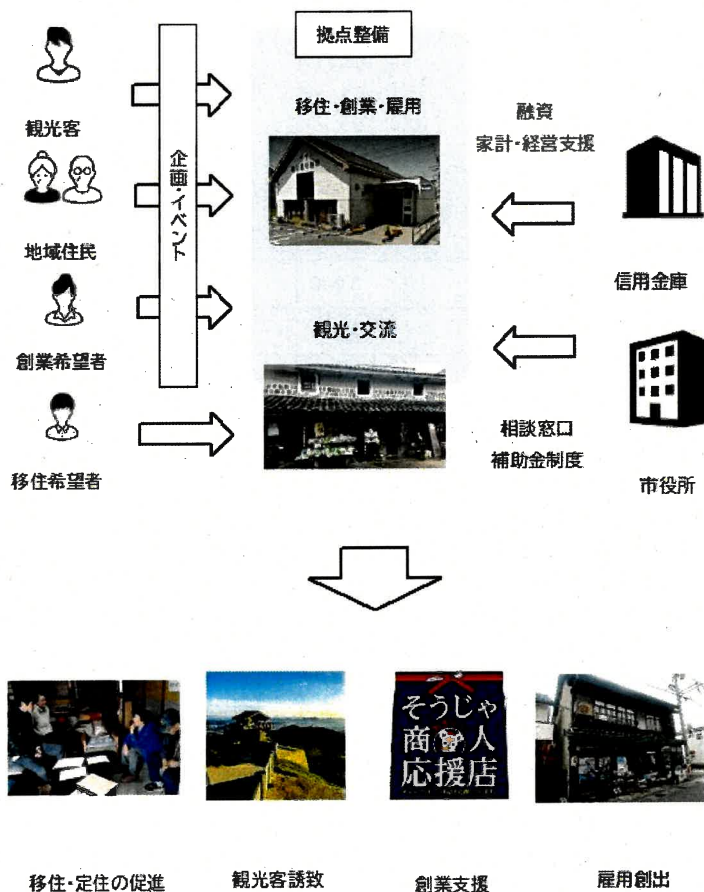 拠点整備
観光客
地域住民
創業希望者
移住希望者
企画・イベント
移住・創業・雇用
観光・交流
融資
家計・経営支援
信用金庫
相談窓口
補助金制度
市役所
そうじゃ
商人
応援店
移住・定住の促進
観光客誘致
創業支援
雇用創出